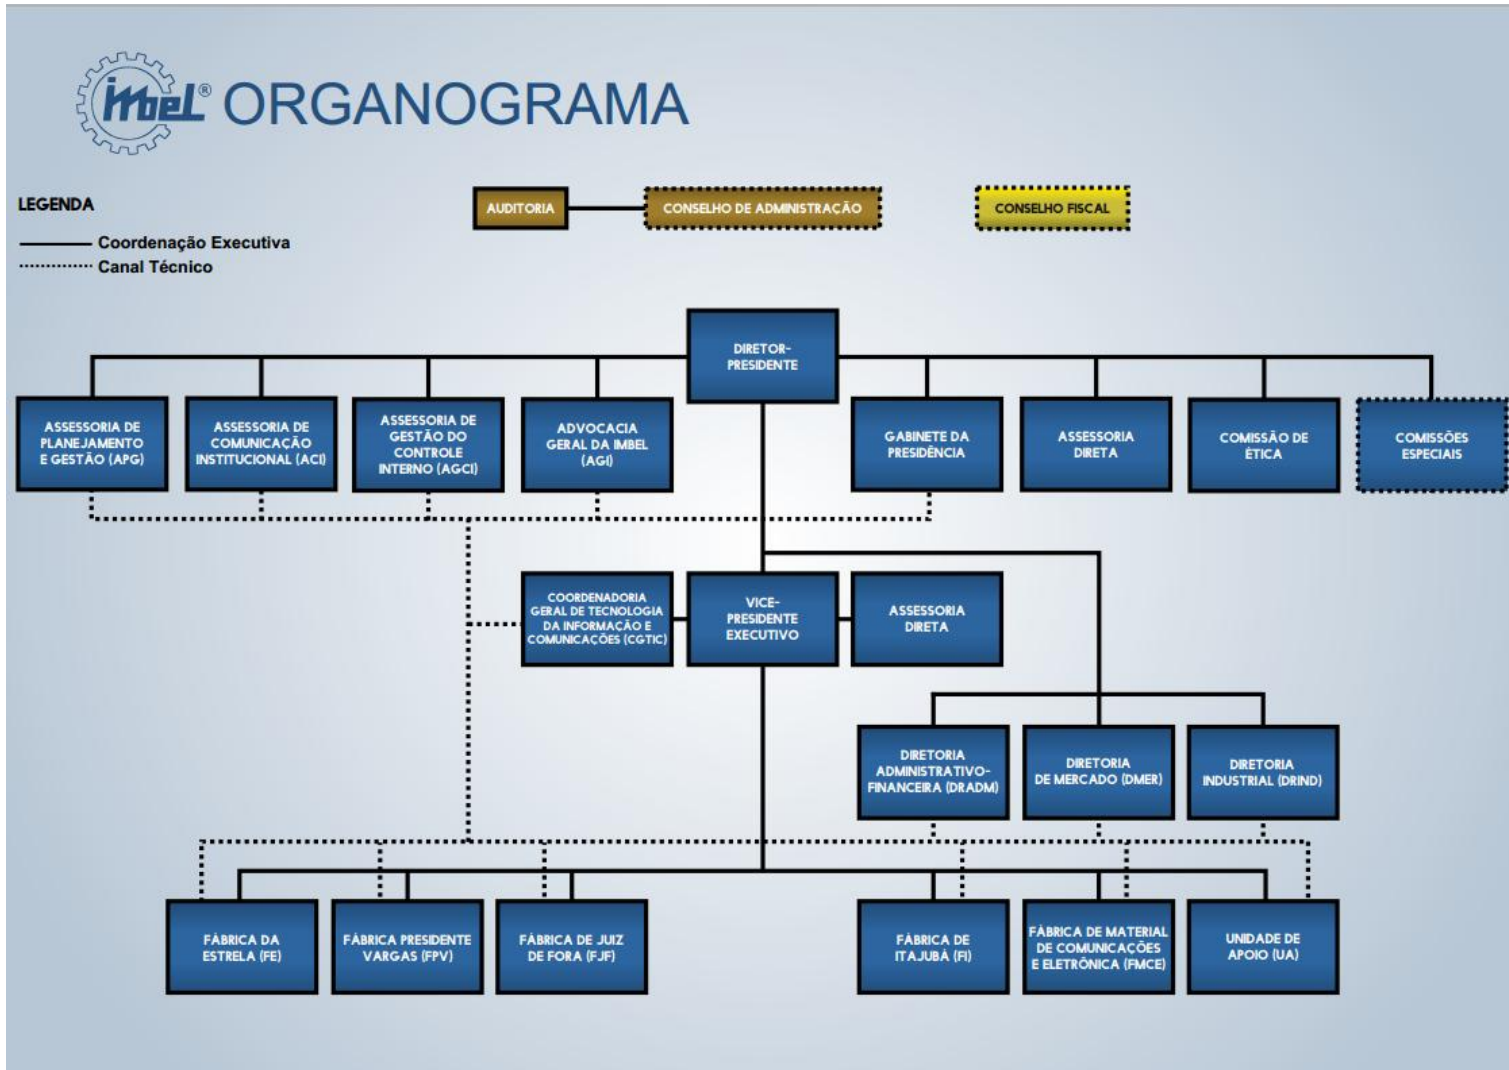 imbel® ORGANOGRAMA
LEGENDA
Coordenação Executiva
Canal Técnico
AUDITORIA
CONSELHO DE ADMINISTRAÇÃO
CONSELHO FISCAL
DIRETOR-
PRESIDENTE
ASSESSORIA DE
PLANEJAMENTO
E GESTÃO (APG)
ASSESSORIA DE
COMUNICAÇÃO
INSTITUCIONAL (ACI)
ASSESSORIA DE
GESTÃO DO
CONTROLE
INTERNO (AGCI)
ADVOCACIA
GERAL DA IMBEL
(AGI)
GABINETE DA
PRESIDÊNCIA
ASSESSORIA
DIRETA
COMISSÃO DE
ÉTICA
COMISSÕES
ESPECIAIS
COORDENADORIA
GERAL DE TECNOLOGIA
DA INFORMAÇÃO E
COMUNICAÇÕES (CGTIC)
VICE-
PRESIDENTE
EXECUTIVO
ASSESSORIA
DIRETA
DIRETORIA
ADMINISTRATIVO-
FINANCEIRA (DRADM)
DIRETORIA
DE MERCADO (DMER)
DIRETORIA
INDUSTRIAL (DRIND)
FÁBRICA DA
ESTRELA (FE)
FÁBRICA PRESIDENTE
VARGAS (FPV)
FÁBRICA DE JUIZ
DE FORA (FJF)
FÁBRICA DE
ITAJUBÁ (FI)
FÁBRICA DE MATERIAL
DE COMUNICAÇÕES
E ELETRÔNICA (FMCE)
UNIDADE DE
APOIO (UA)